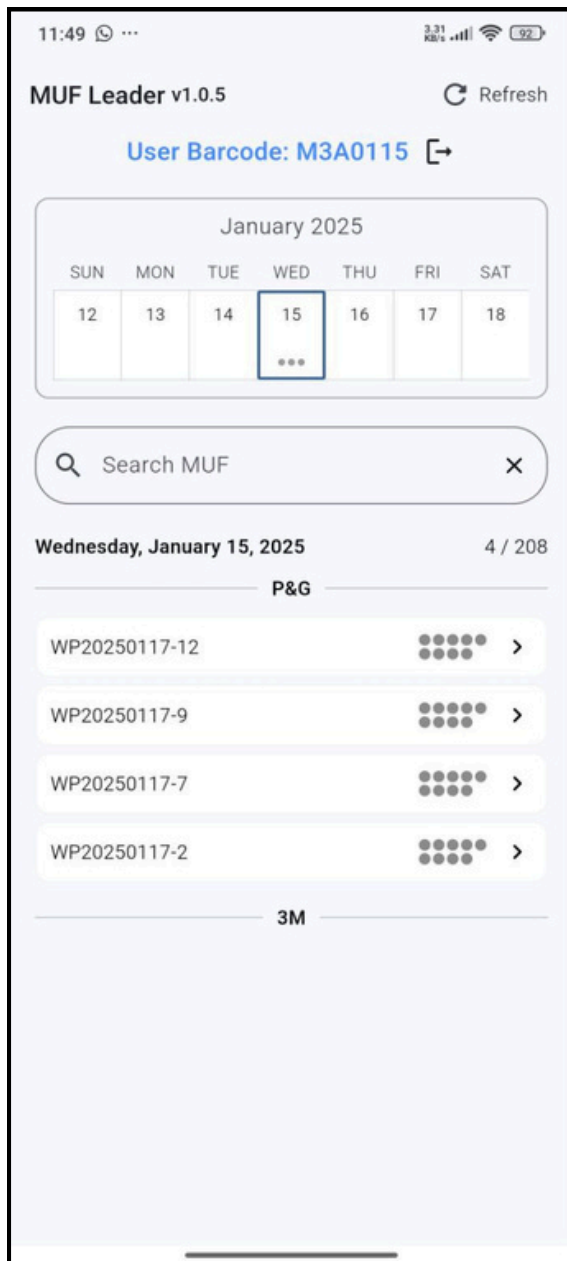 11:49 ···
3.31 KB/s 92
MUF Leader v1.0.5 Refresh
User Barcode: M3A0115
January 2025
SUN MON TUE WED THU FRI SAT
12 13 14 15 16 17 18
Search MUF
Wednesday, January 15, 2025 4 / 208
P&G
WP20250117-12
WP20250117-9
WP20250117-7
WP20250117-2
3M